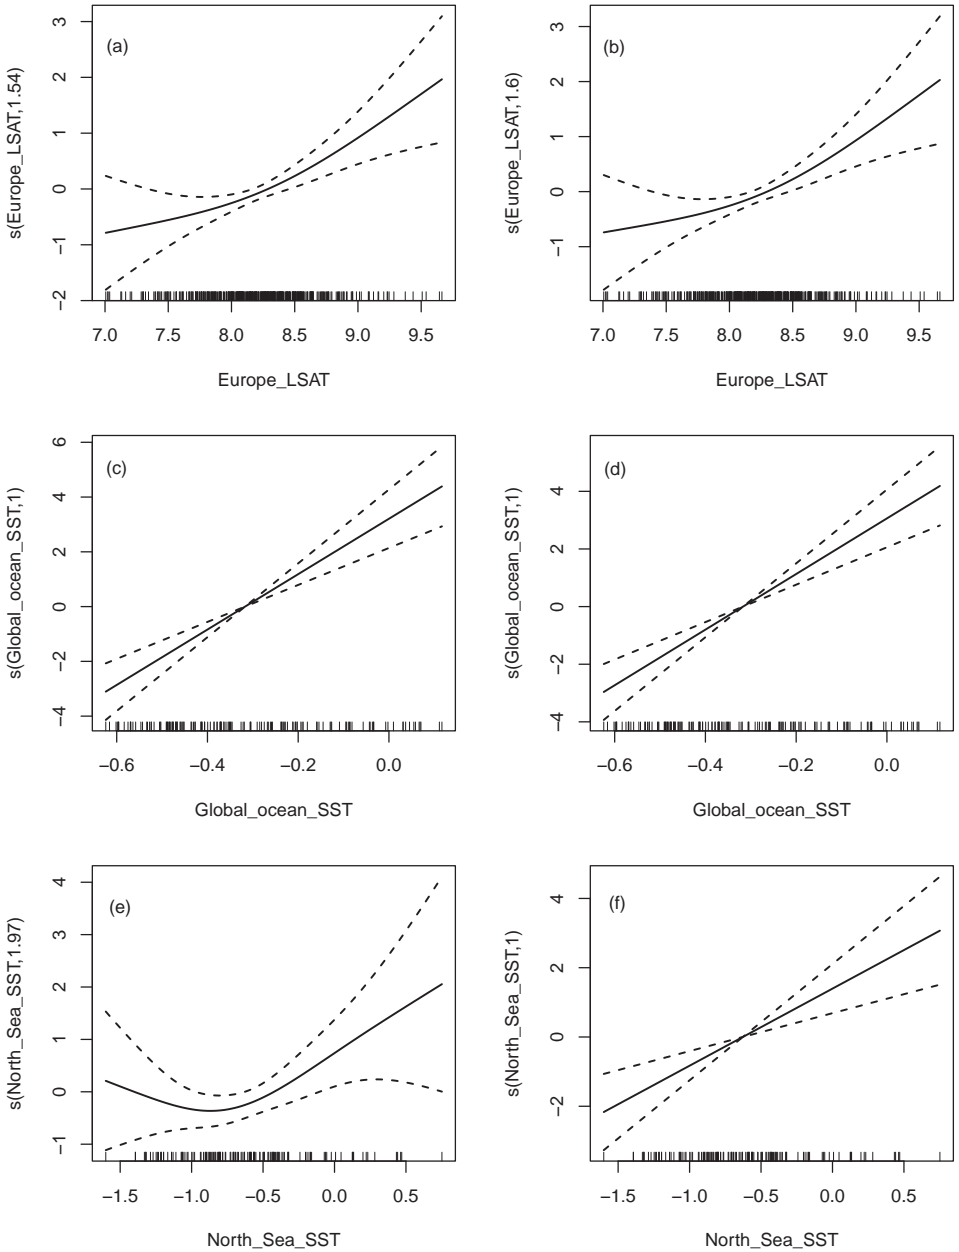 (a)
s(Europe_LSAT,1.54)
3
2
1
0
−1
−2
7.0 7.5 8.0 8.5 9.0 9.5
Europe_LSAT
(b)
s(Europe_LSAT,1.6)
3
2
1
0
−1
7.0 7.5 8.0 8.5 9.0 9.5
Europe_LSAT
(c)
s(Global_ocean_SST,1)
6
4
2
0
−2
−4
−0.6 −0.4 −0.2 0.0
Global_ocean_SST
(d)
s(Global_ocean_SST,1)
4
2
0
−2
−4
−0.6 −0.4 −0.2 0.0
Global_ocean_SST
(e)
s(North_Sea_SST,1.97)
4
3
2
1
0
−1
−1.5 −1.0 −0.5 0.0 0.5
North_Sea_SST
(f)
s(North_Sea_SST,1)
4
2
0
−2
−1.5 −1.0 −0.5 0.0 0.5
North_Sea_SST